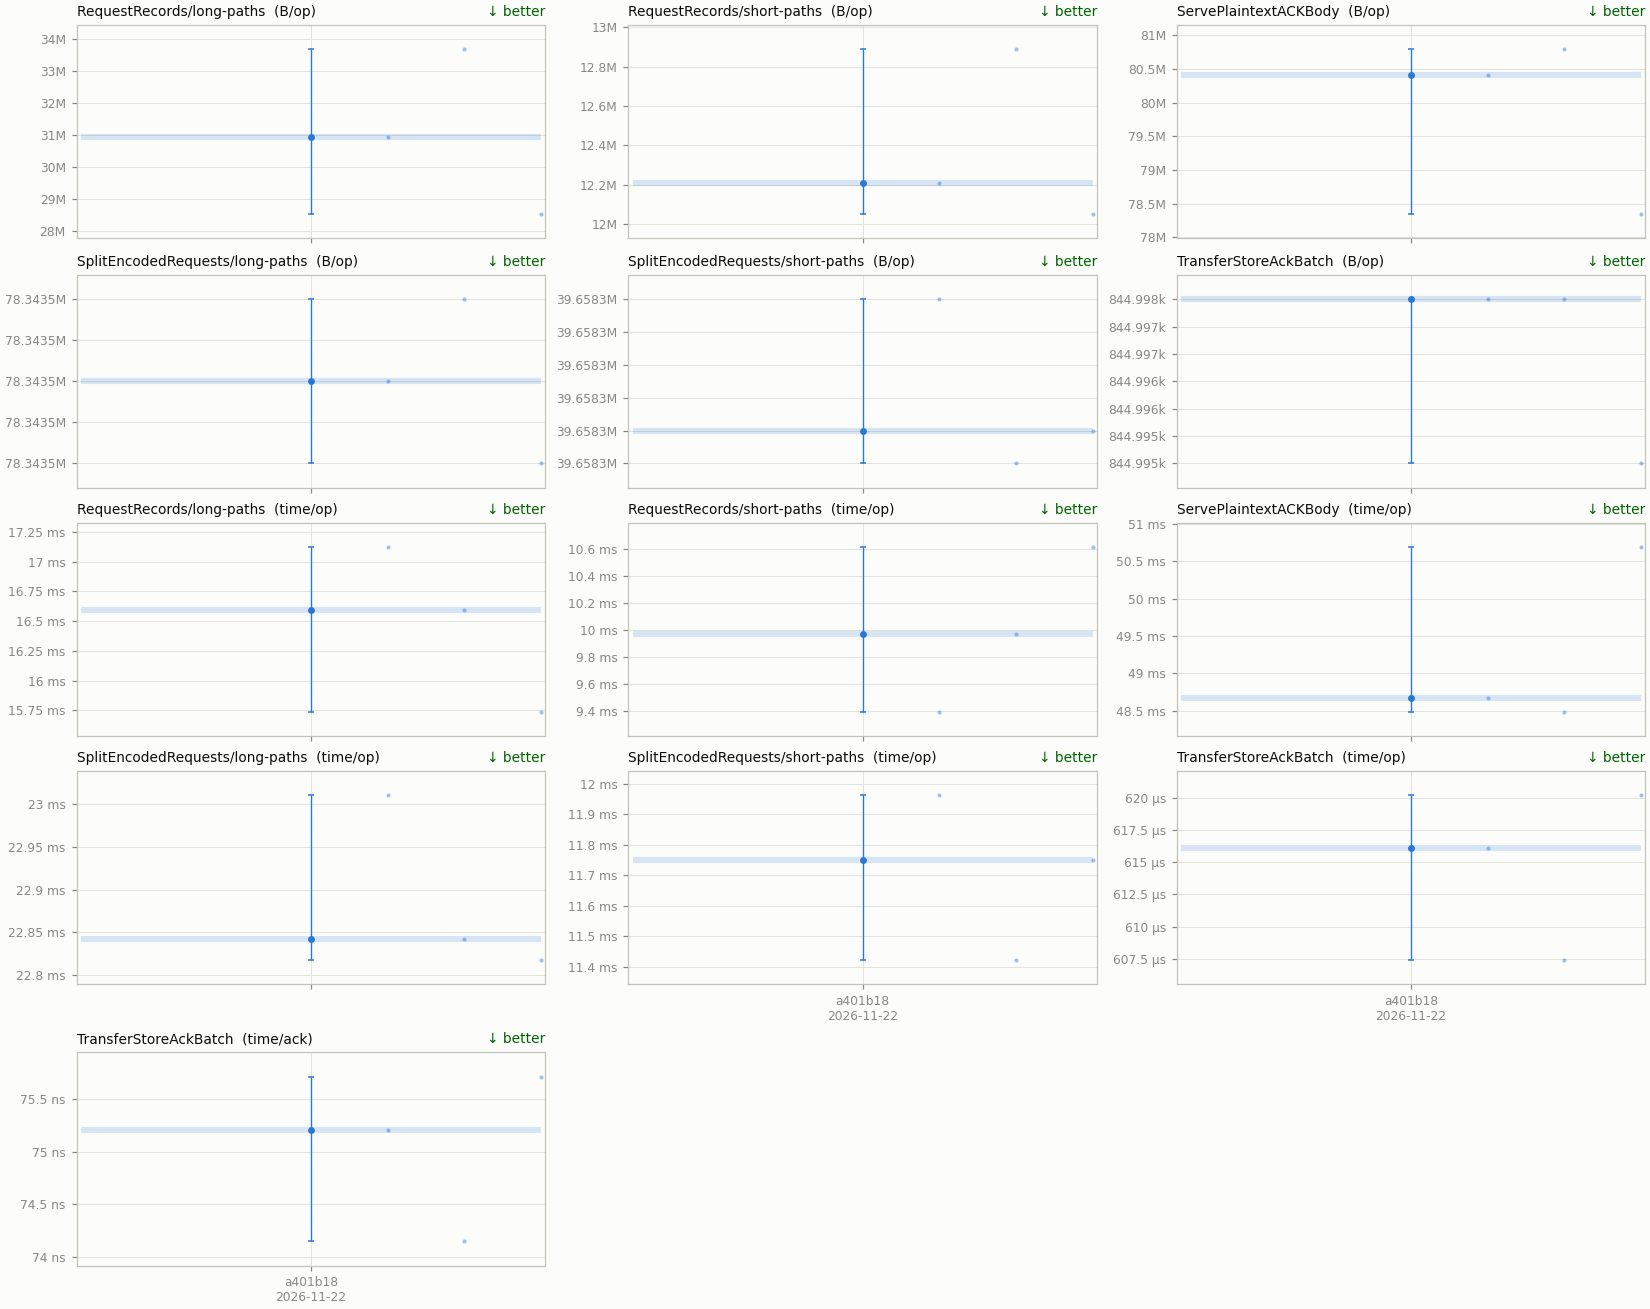 RequestRecords/long-paths (B/op) ↓ better
34M
33M
32M
31M
30M
29M
28M
RequestRecords/short-paths (B/op) ↓ better
13M
12.8M
12.6M
12.4M
12.2M
12M
ServePlaintextACKBody (B/op) ↓ better
81M
80.5M
80M
79.5M
79M
78.5M
78M
SplitEncodedRequests/long-paths (B/op) ↓ better
78.3435M
78.3435M
78.3435M
78.3435M
78.3435M
SplitEncodedRequests/short-paths (B/op) ↓ better
39.6583M
39.6583M
39.6583M
39.6583M
39.6583M
39.6583M
TransferStoreAckBatch (B/op) ↓ better
844.998k
844.997k
844.997k
844.996k
844.996k
844.995k
844.995k
RequestRecords/long-paths (time/op) ↓ better
17.25 ms
17 ms
16.75 ms
16.5 ms
16.25 ms
16 ms
15.75 ms
RequestRecords/short-paths (time/op) ↓ better
10.6 ms
10.4 ms
10.2 ms
10 ms
9.8 ms
9.6 ms
9.4 ms
ServePlaintextACKBody (time/op) ↓ better
51 ms
50.5 ms
50 ms
49.5 ms
49 ms
48.5 ms
SplitEncodedRequests/long-paths (time/op) ↓ better
23 ms
22.95 ms
22.9 ms
22.85 ms
22.8 ms
SplitEncodedRequests/short-paths (time/op) ↓ better
12 ms
11.9 ms
11.8 ms
11.7 ms
11.6 ms
11.5 ms
11.4 ms
a401b18
2026-11-22
TransferStoreAckBatch (time/op) ↓ better
620 µs
617.5 µs
615 µs
612.5 µs
610 µs
607.5 µs
a401b18
2026-11-22
TransferStoreAckBatch (time/ack) ↓ better
75.5 ns
75 ns
74.5 ns
74 ns
a401b18
2026-11-22